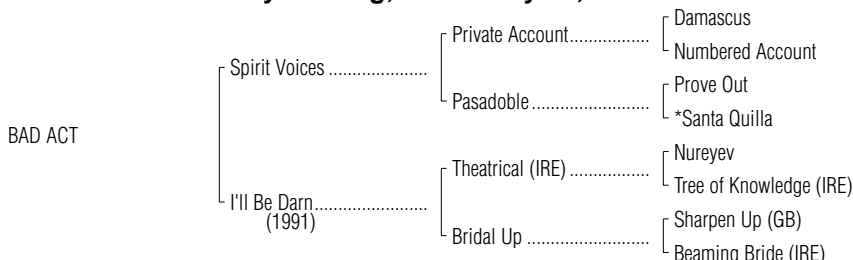 Damascus
Private Account..................
Numbered Account
Spirit Voices ......................
Prove Out
Pasadoble...........................
*Santa Quilla
BAD ACT
Nureyev
Theatrical (IRE) ..................
Tree of Knowledge (IRE)
I'll Be Darn.........................
(1991)
Sharpen Up (GB)
Bridal Up ............................
Beaming Bride (IRE)